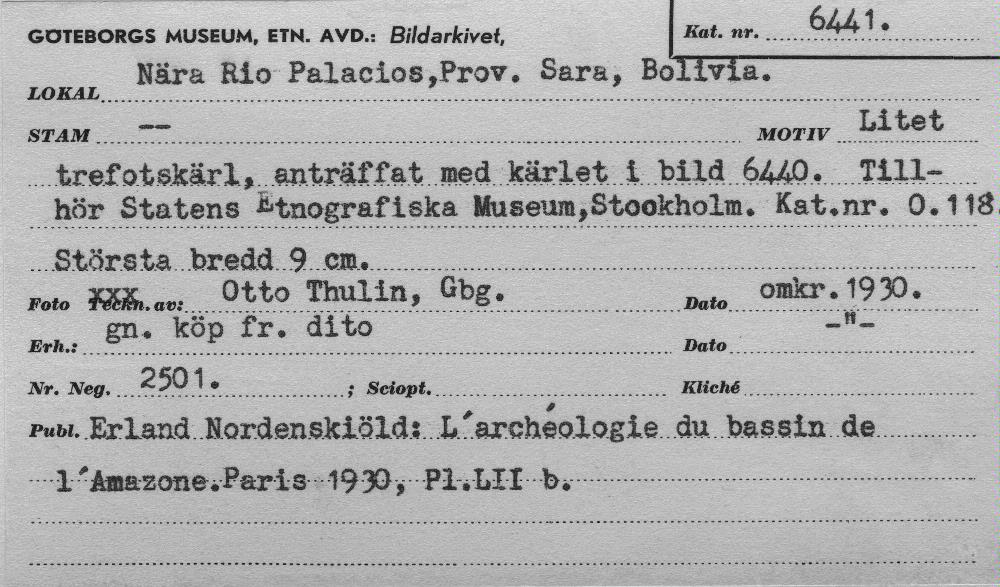 GÖTEBORGS MUSEUM, ETN. AVD.: Bildarkivet,
Kat. nr. 6441.
LOKAL Nära Rio Palacios,Prov. Sara, Bolivia.
STAM --
MOTIV Litet
trefotskärl, anträffat med kärlet i bild 6440. Till-
hör Statens Etnografiska Museum,Stockholm. Kat.nr. 0.118.
Största bredd 9 cm.
Foto Teckn. av: Otto Thulin, Gbg.
Dato omkr.1930.
Erh.: gn. köp fr. dito
Dato -"-
Nr. Neg. 2501. ; Sciopt. Kliché
Publ. Erland Nordenskiöld: L´archéologie du bassin de
l´Amazone.Paris 1930, Pl.LII b.